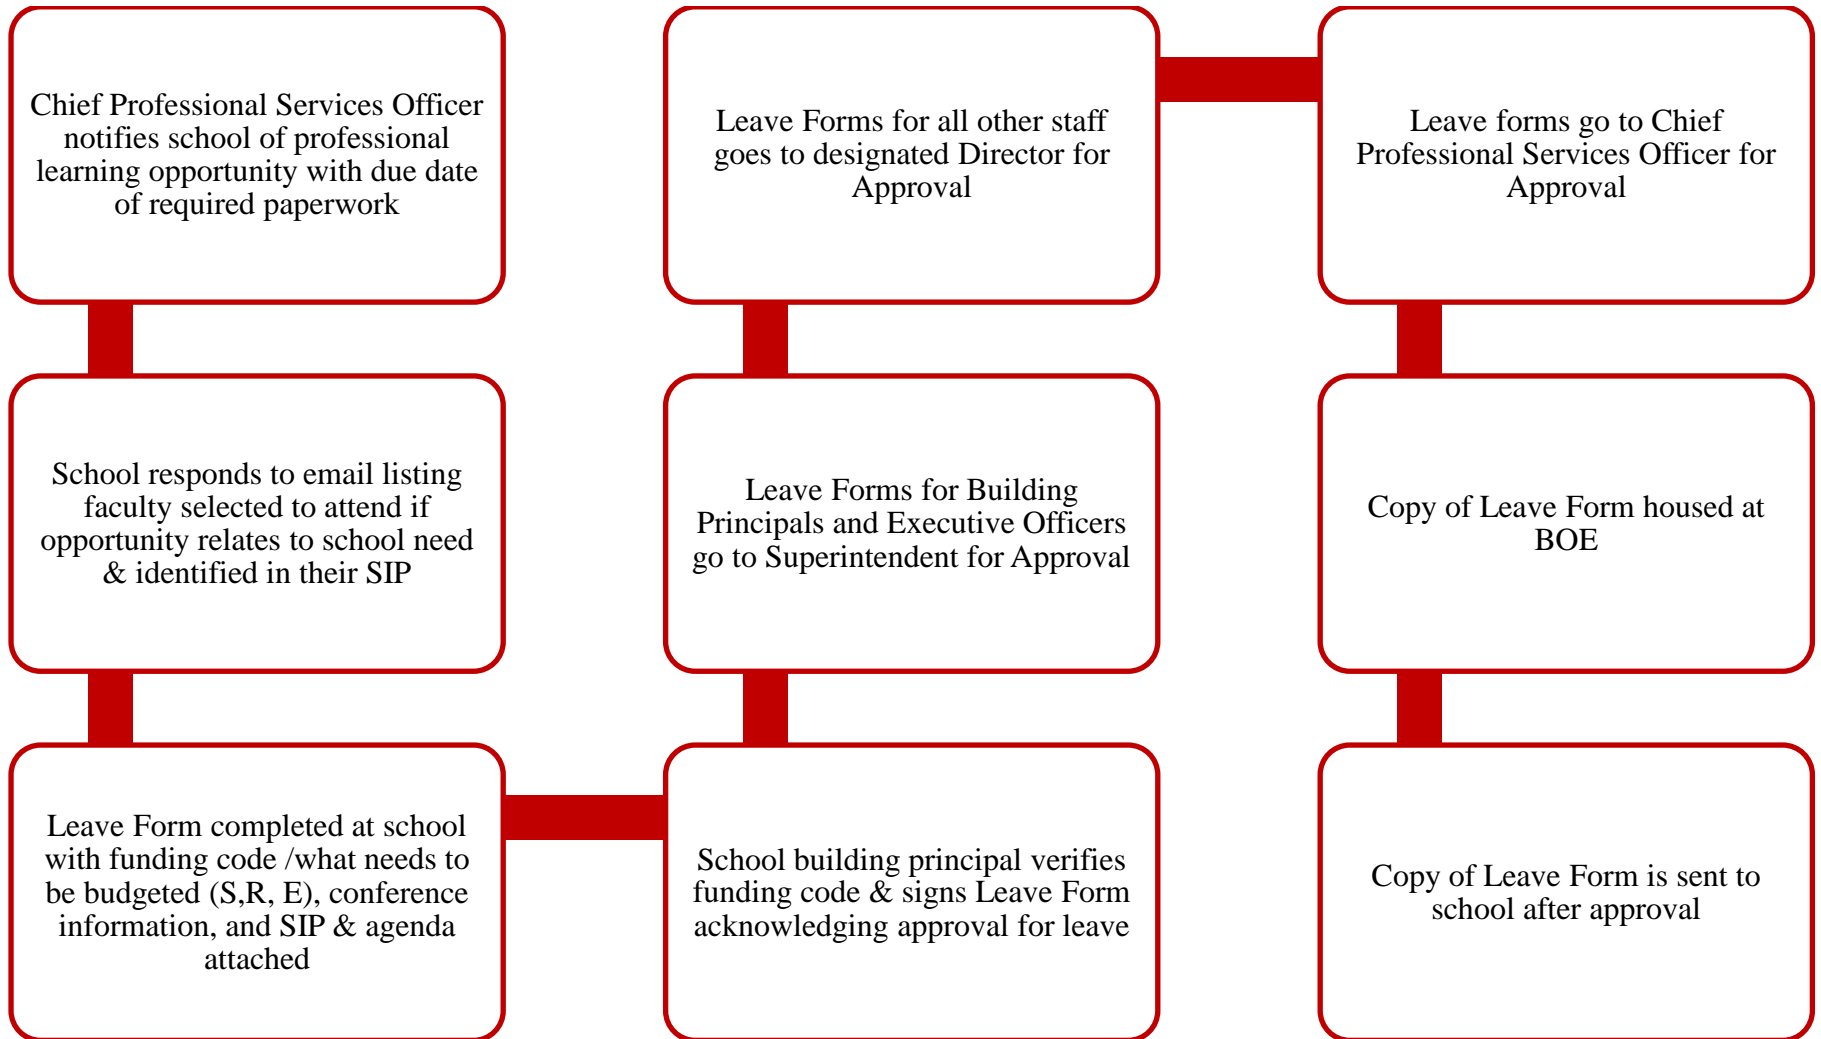 Chief Professional Services Officer
notifies school of professional
learning opportunity with due date
of required paperwork
School responds to email listing
faculty selected to attend if
opportunity relates to school need
& identified in their SIP
Leave Form completed at school
with funding code /what needs to
be budgeted (S,R, E), conference
information, and SIP & agenda
attached
School building principal verifies
funding code & signs Leave Form
acknowledging approval for leave
Leave Forms for Building
Principals and Executive Officers
go to Superintendent for Approval
Leave Forms for all other staff
goes to designated Director for
Approval
Leave forms go to Chief
Professional Services Officer for
Approval
Copy of Leave Form housed at
BOE
Copy of Leave Form is sent to
school after approval